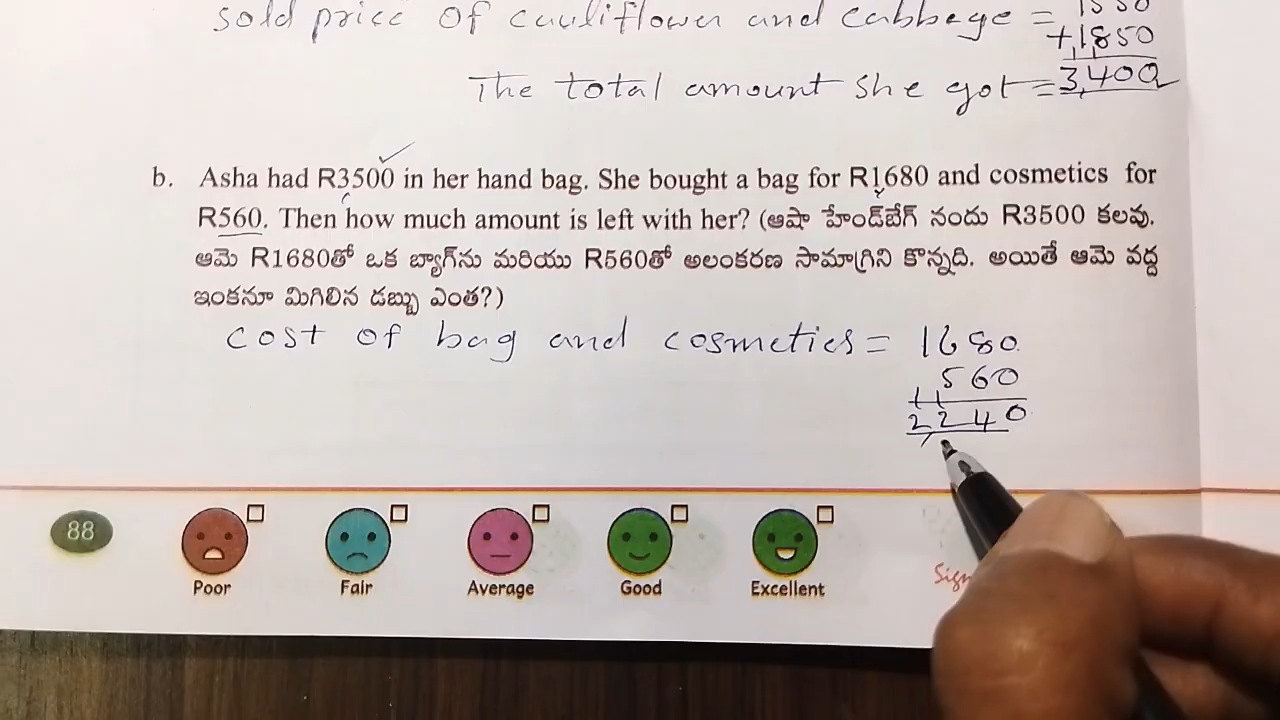 sold price of cauliflower and cabbage = 1550
+1850
The total amount she got = 3,400
b. Asha had R3500 in her hand bag. She bought a bag for R1680 and cosmetics for
R560. Then how much amount is left with her? (ఆషా హేండ్‌బేగ్ నందు R3500 కలవు.
ఆమె R1680తో ఒక బ్యాగ్‌ను మరియు R560తో అలంకరణ సామాగ్రిని కొన్నది. అయితే ఆమె వద్ద
ఇంకనూ మిగిలిన డబ్బు ఎంత?)
cost of bag and cosmetics = 1680
560
1 1
2240
88
Poor Fair Average Good Excellent